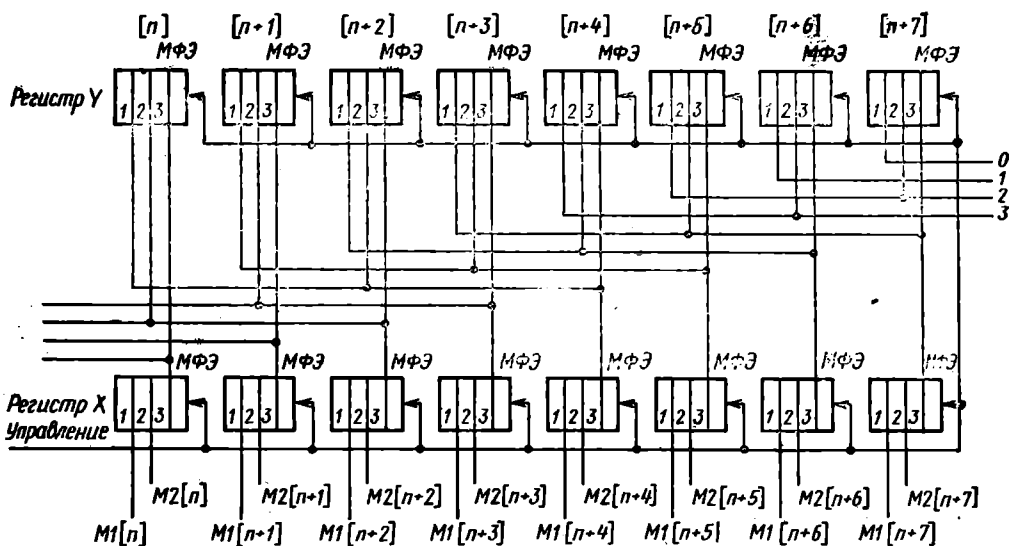 [n] [n+1] [n+2] [n+3] [n+4] [n+5] [n+6] [n+7]
МФЭ МФЭ МФЭ МФЭ МФЭ МФЭ МФЭ МФЭ
Регистр Y
1 2 3 1 2 3 1 2 3 1 2 3 1 2 3 1 2 3 1 2 3 1 2 3
0
1
2
3
МФЭ МФЭ МФЭ МФЭ МФЭ МФЭ МФЭ МФЭ
Регистр X
1 2 3 1 2 3 1 2 3 1 2 3 1 2 3 1 2 3 1 2 3 1 2 3
Управление
M2[n] M2[n+1] M2[n+2] M2[n+3] M2[n+4] M2[n+5] M2[n+6] M2[n+7]
M1[n] M1[n+1] M1[n+2] M1[n+3] M1[n+4] M1[n+5] M1[n+6] M1[n+7]